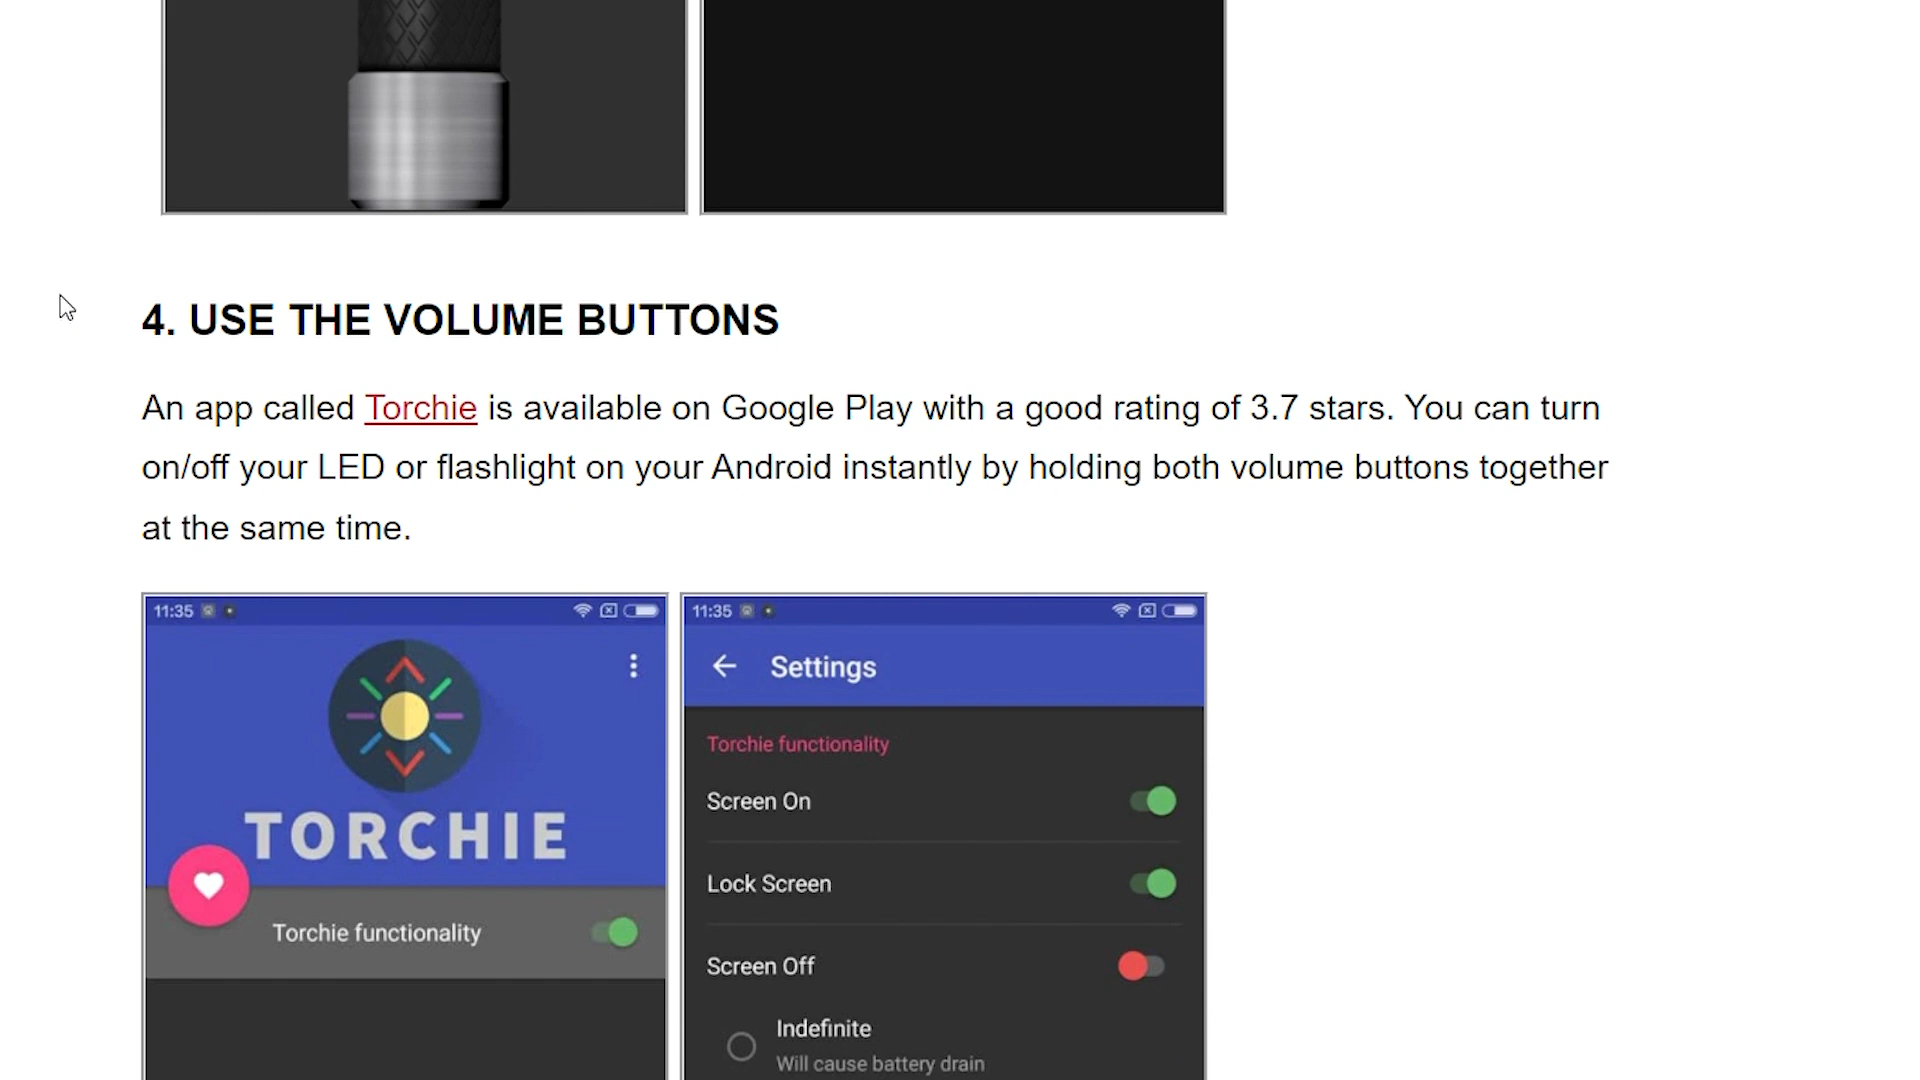 4. USE THE VOLUME BUTTONS
An app called Torchie is available on Google Play with a good rating of 3.7 stars. You can turn
on/off your LED or flashlight on your Android instantly by holding both volume buttons together
at the same time.
11:35
TORCHIE
Torchie functionality
11:35
Settings
Torchie functionality
Screen On
Lock Screen
Screen Off
Indefinite
Will cause battery drain